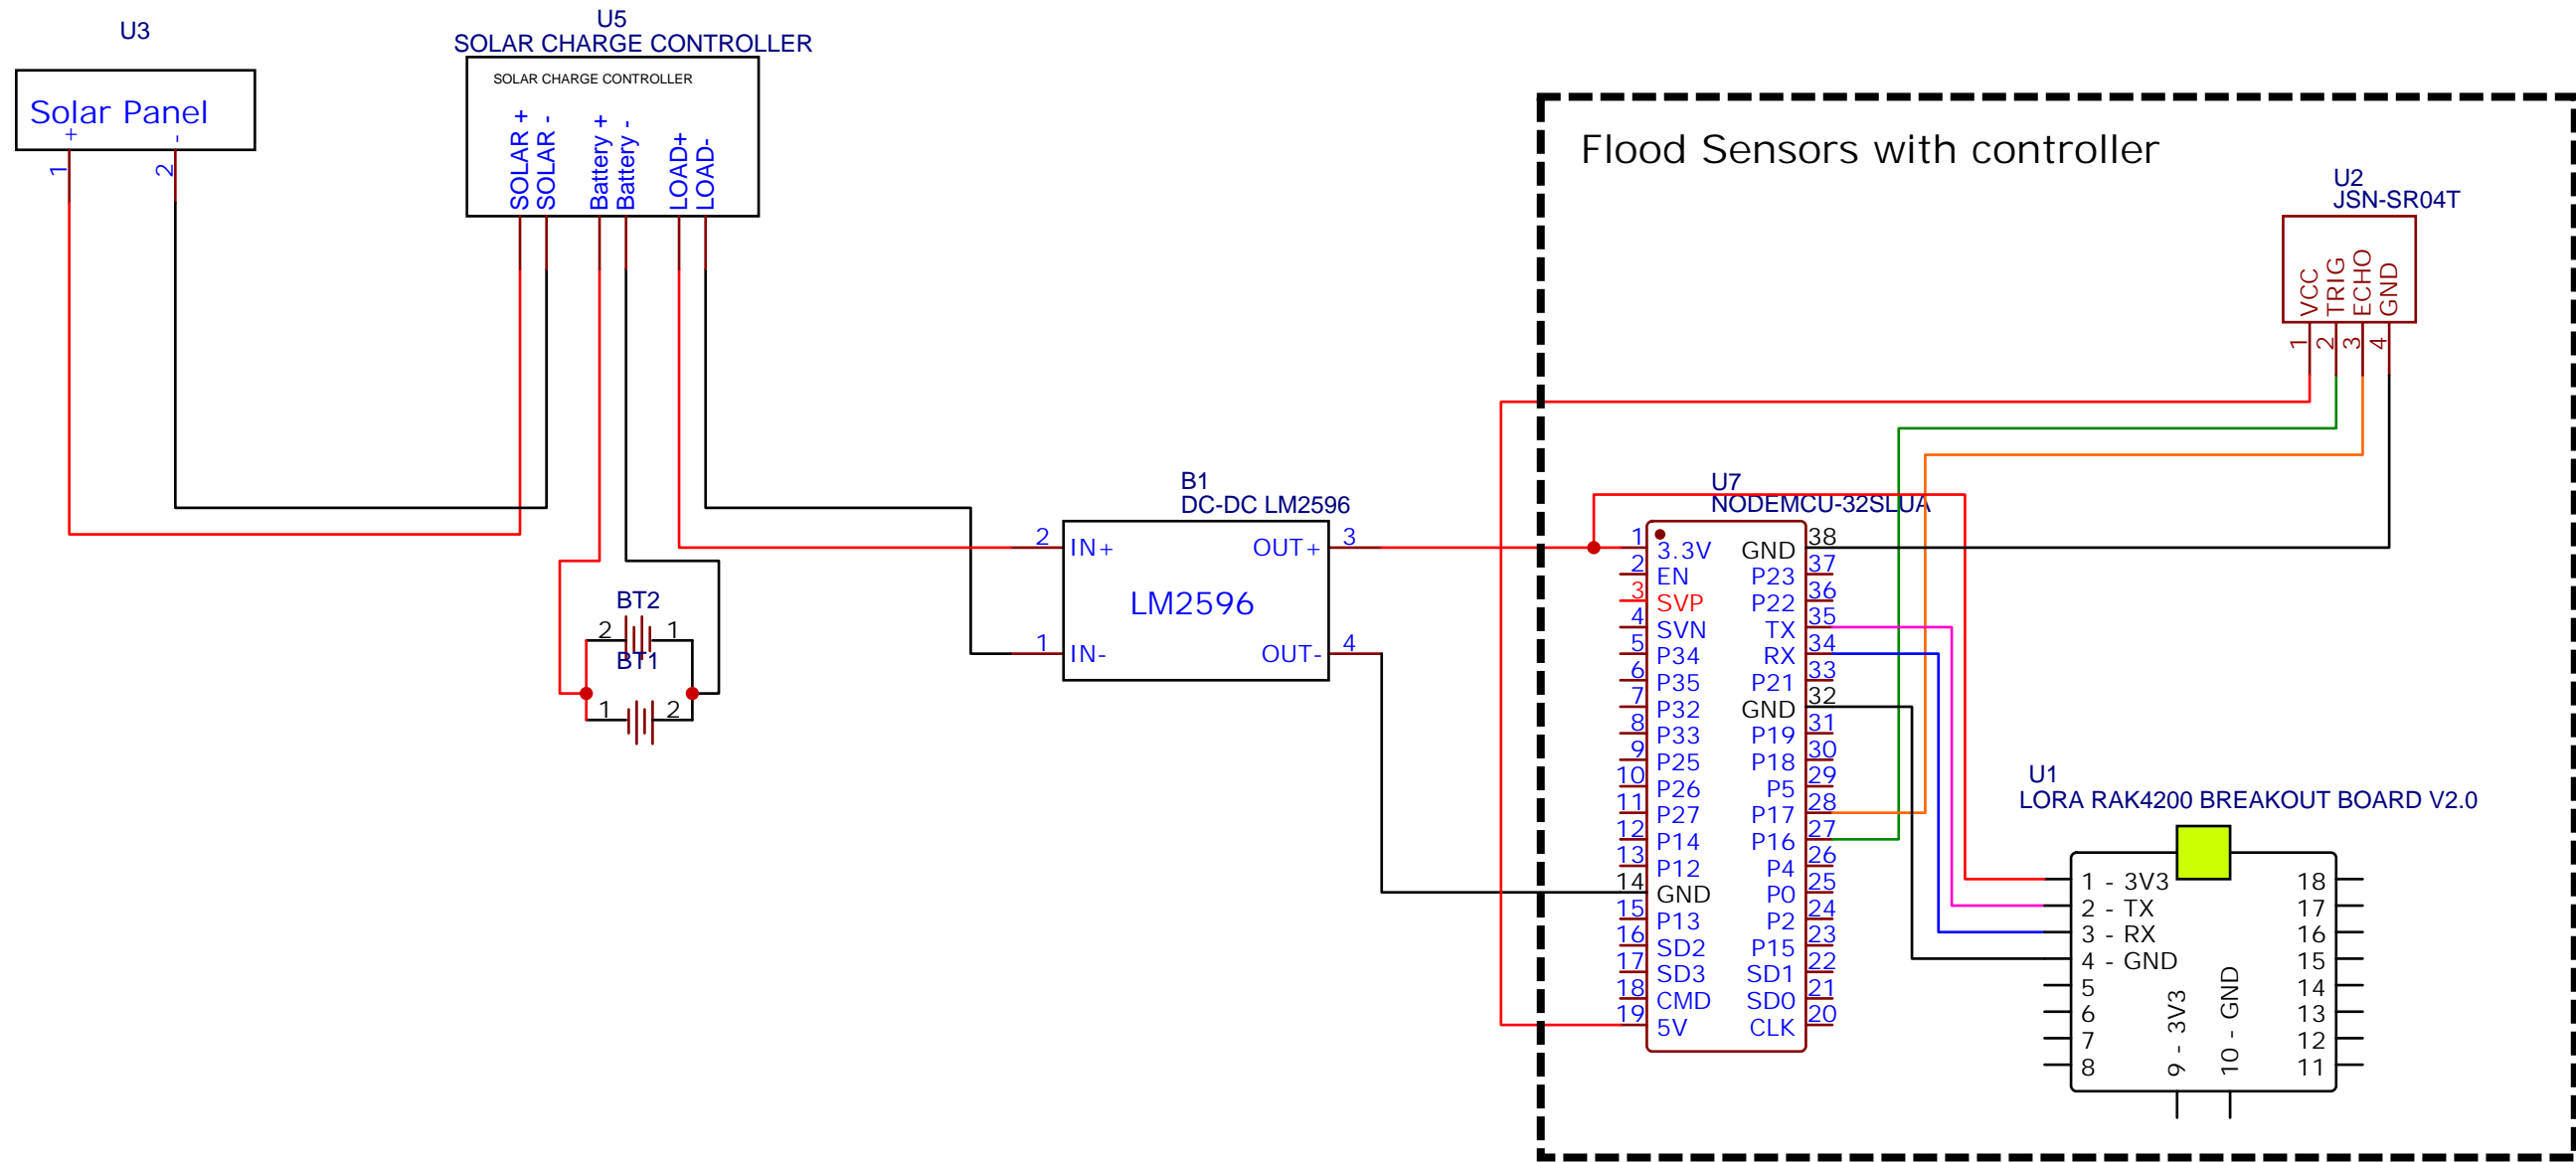 U3
Solar Panel
+
-
1
2
U5
SOLAR CHARGE CONTROLLER
SOLAR CHARGE CONTROLLER
SOLAR +
SOLAR -
Battery +
Battery -
LOAD+
LOAD-
BT2
2
1
BT1
1
2
B1
DC-DC LM2596
2 IN+
OUT+ 3
LM2596
1 IN-
OUT- 4
Flood Sensors with controller
U2
JSN-SR04T
VCC
TRIG
ECHO
GND
1
2
3
4
U7
NODEMCU-32SLUA
1 3.3V GND 38
2 EN P23 37
3 SVP P22 36
4 SVN TX 35
5 P34 RX 34
6 P35 P21 33
7 P32 GND 32
8 P33 P19 31
9 P25 P18 30
10 P26 P5 29
11 P27 P17 28
12 P14 P16 27
13 P12 P4 26
14 GND P0 25
15 P13 P2 24
16 SD2 P15 23
17 SD3 SD1 22
18 CMD SD0 21
19 5V CLK 20
U1
LORA RAK4200 BREAKOUT BOARD V2.0
1 - 3V3 18
2 - TX 17
3 - RX 16
4 - GND 15
5 14
6 13
7 12
8 11
9 - 3V3
10 - GND